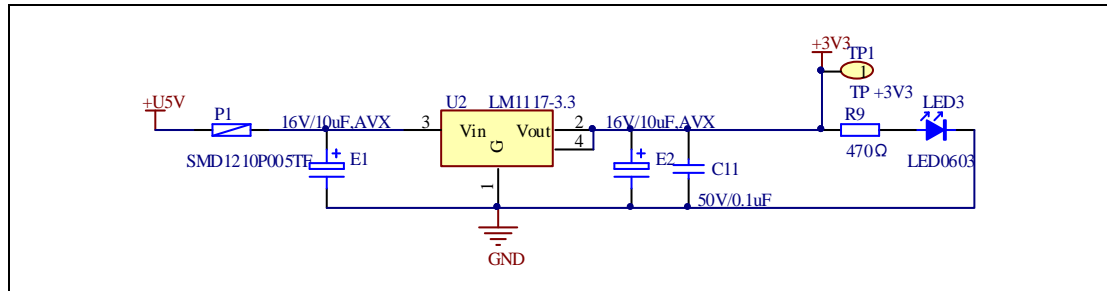 +3V3
TP1
1
TP +3V3
+U5V
P1
U2 LM1117-3.3
R9
LED3
16V/10uF,AVX
3
Vin
Vout
2
4
16V/10uF,AVX
G
470Ω
SMD1210P005TF
+
E1
+
E2
C11
LED0603
1
50V/0.1uF
GND